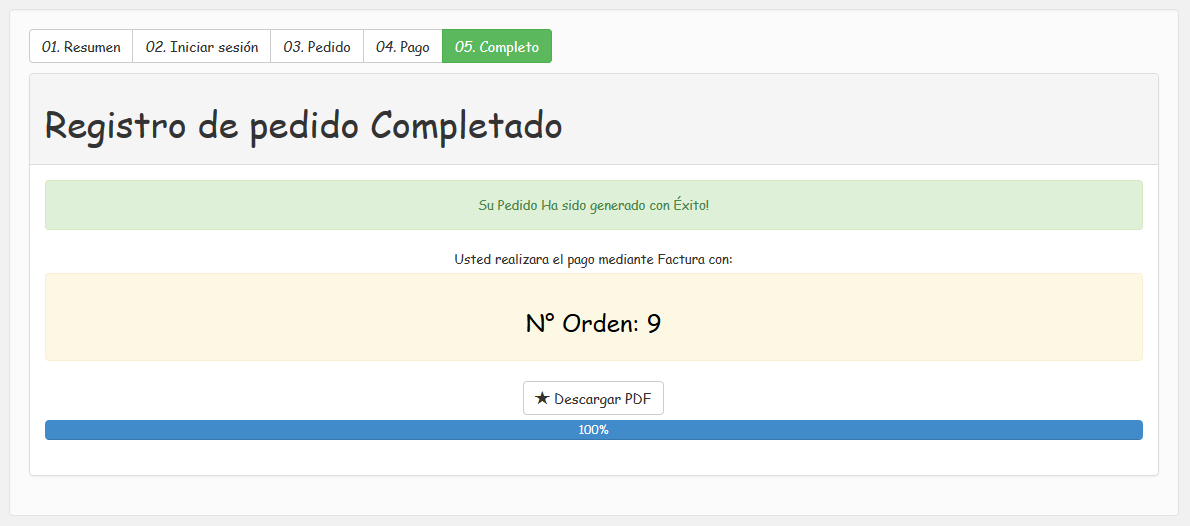 01. Resumen 02. Iniciar sesión 03. Pedido 04. Pago 05. Completo
Registro de pedido Completado
Su Pedido Ha sido generado con Éxito!
Usted realizara el pago mediante Factura con:
N° Orden: 9
Descargar PDF
100%